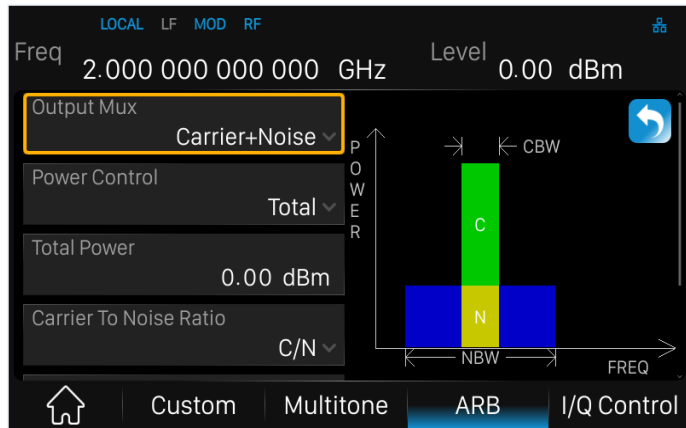 LOCAL LF MOD RF
Freq 2.000 000 000 000 GHz Level 0.00 dBm
Output Mux
Carrier+Noise
Power Control
Total
Total Power
0.00 dBm
Carrier To Noise Ratio
C/N
POWER
CBW
C
N
NBW
FREQ
Custom Multitone ARB I/Q Control